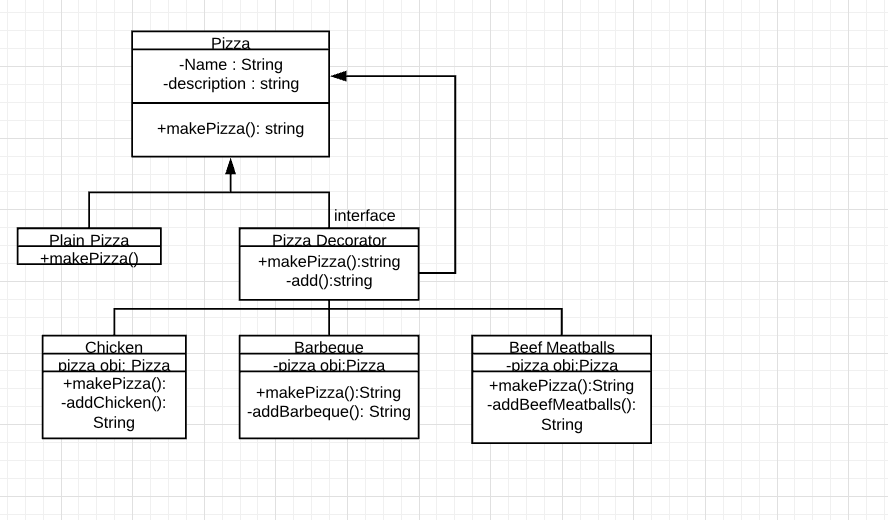 Pizza
-Name : String
-description : string
+makePizza(): string
interface
Plain Pizza
+makePizza()
Pizza Decorator
+makePizza():string
-add():string
Chicken
pizza obj: Pizza
+makePizza():
-addChicken():
String
Barbeque
-pizza obj:Pizza
+makePizza():String
-addBarbeque(): String
Beef Meatballs
-pizza obj:Pizza
+makePizza():String
-addBeefMeatballs():
String